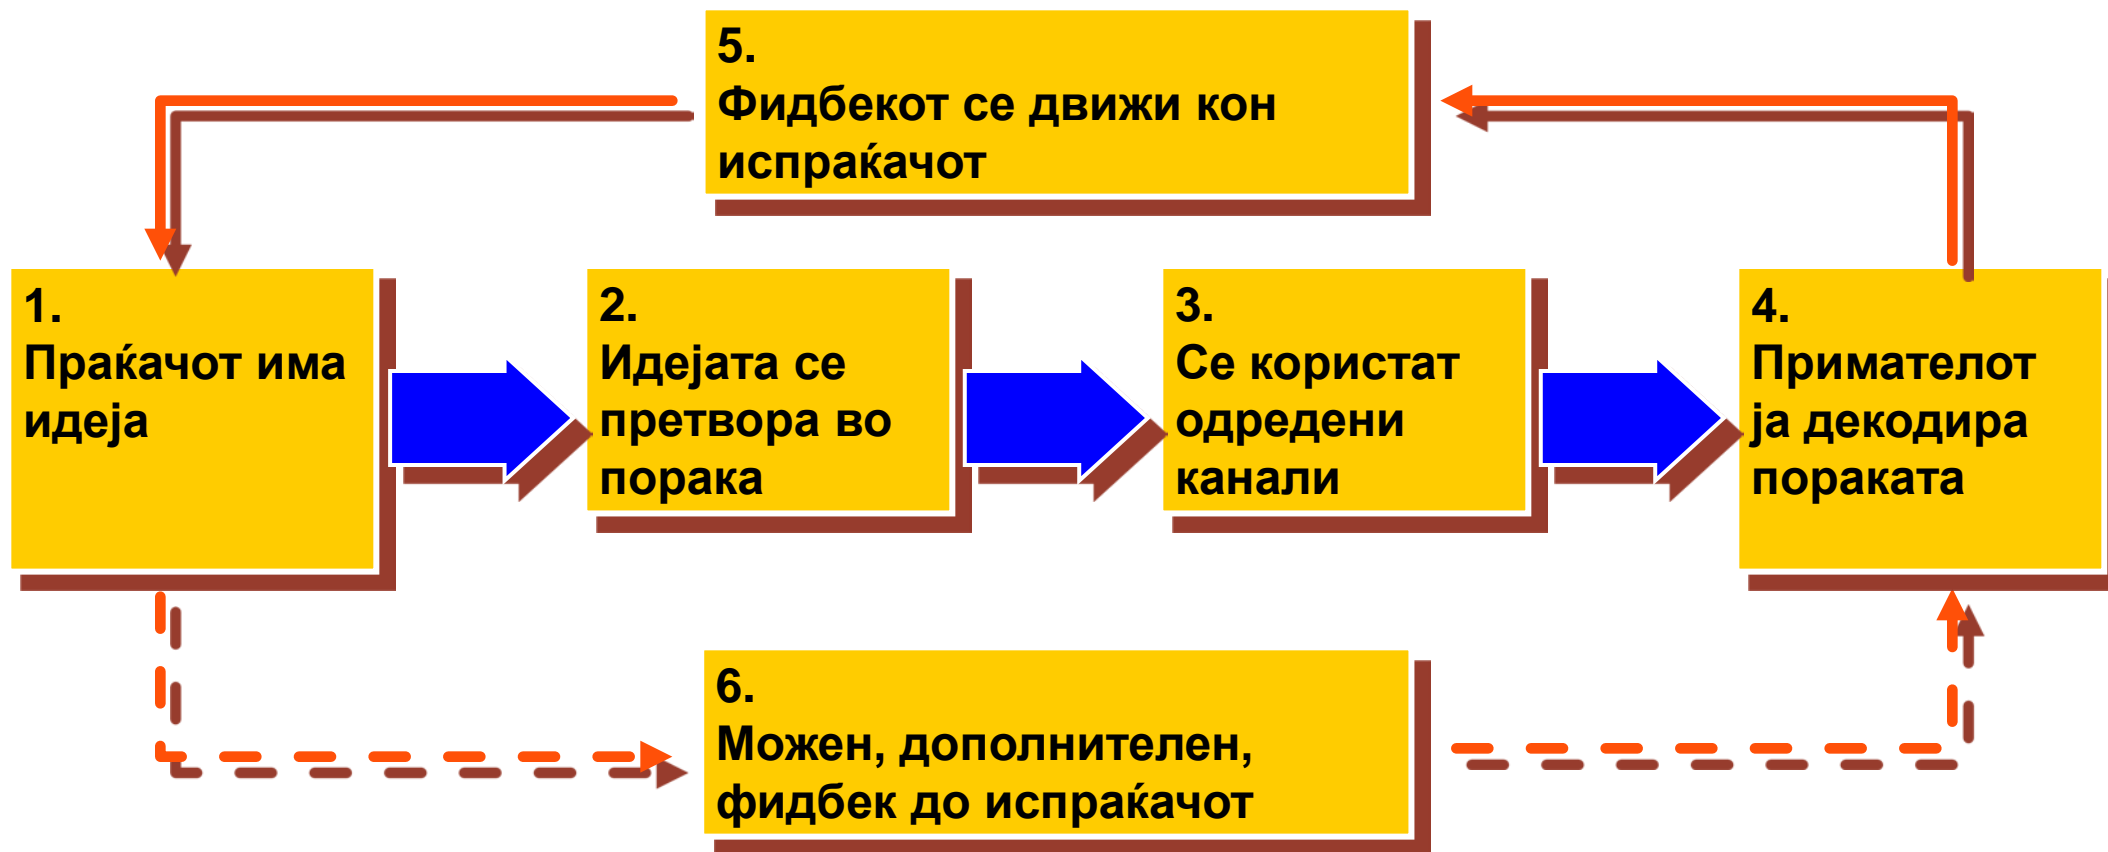 5.
Фидбекот се движи кон
испраќачот
1.
Праќачот има
идеја
2.
Идејата се
претвора во
порака
3.
Се користат
одредени
канали
4.
Примателот
ја декодира
пораката
6.
Можен, дополнителен,
фидбек до испраќачот